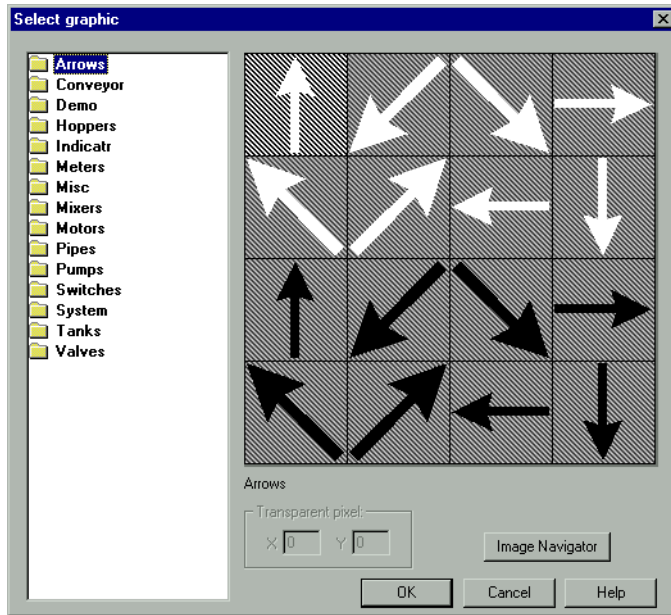 Select graphic
Arrows
Conveyor
Demo
Hoppers
Indicatr
Meters
Misc
Mixers
Motors
Pipes
Pumps
Switches
System
Tanks
Valves
Arrows
Transparent pixel:
X 0 Y 0
Image Navigator
OK Cancel Help